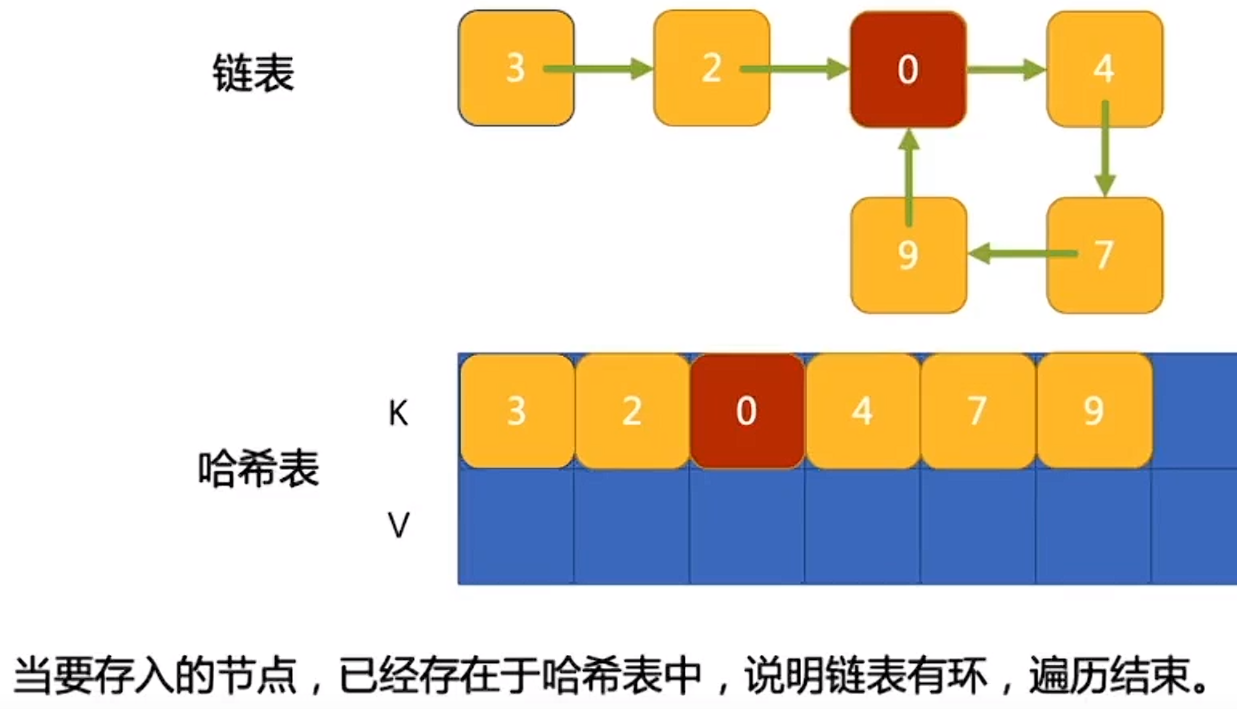 链表 3 2 0 4
9 7
K 3 2 0 4 7 9
哈希表
V
当要存入的节点，已经存在于哈希表中，说明链表有环，遍历结束。